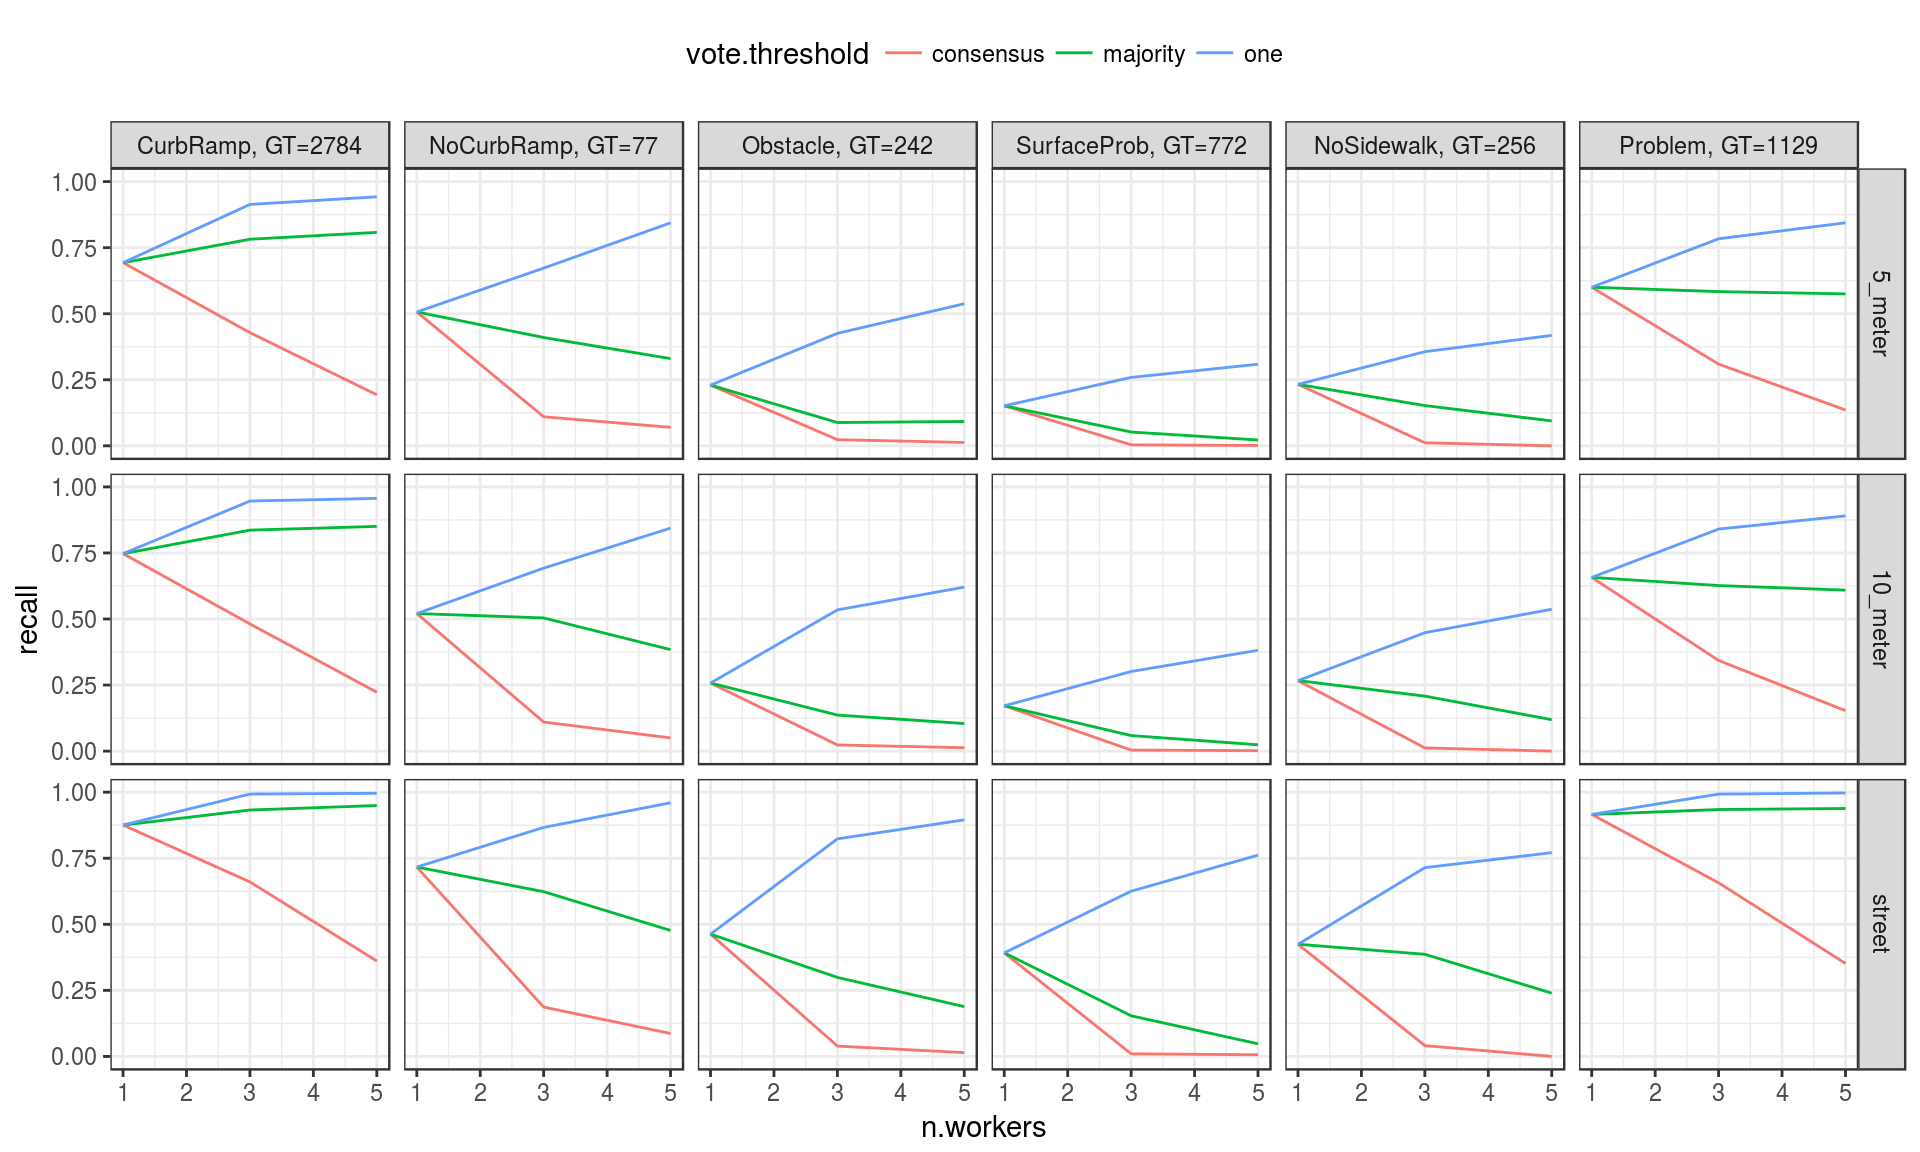 vote.threshold consensus majority one
CurbRamp, GT=2784 NoCurbRamp, GT=77 Obstacle, GT=242 SurfaceProb, GT=772 NoSidewalk, GT=256 Problem, GT=1129
1.00
0.75
0.50
0.25
0.00
5_meter
recall
1.00
0.75
0.50
0.25
0.00
10_meter
1.00
0.75
0.50
0.25
0.00
street
1 2 3 4 5 1 2 3 4 5 1 2 3 4 5 1 2 3 4 5 1 2 3 4 5 1 2 3 4 5
n.workers